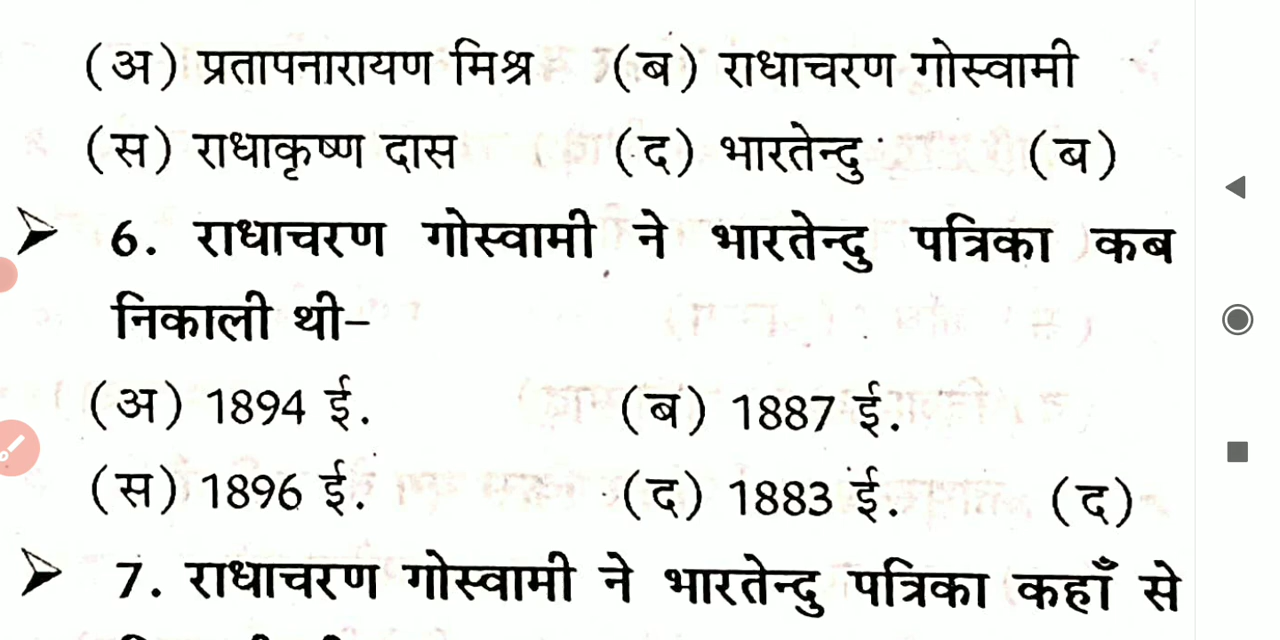 (अ) प्रतापनारायण मिश्र (ब) राधाचरण गोस्वामी
(स) राधाकृष्ण दास (द) भारतेन्दु (ब)
6. राधाचरण गोस्वामी ने भारतेन्दु पत्रिका कब
निकाली थी–
(अ) 1894 ई. (ब) 1887 ई.
(स) 1896 ई. (द) 1883 ई. (द)
7. राधाचरण गोस्वामी ने भारतेन्दु पत्रिका कहाँ से